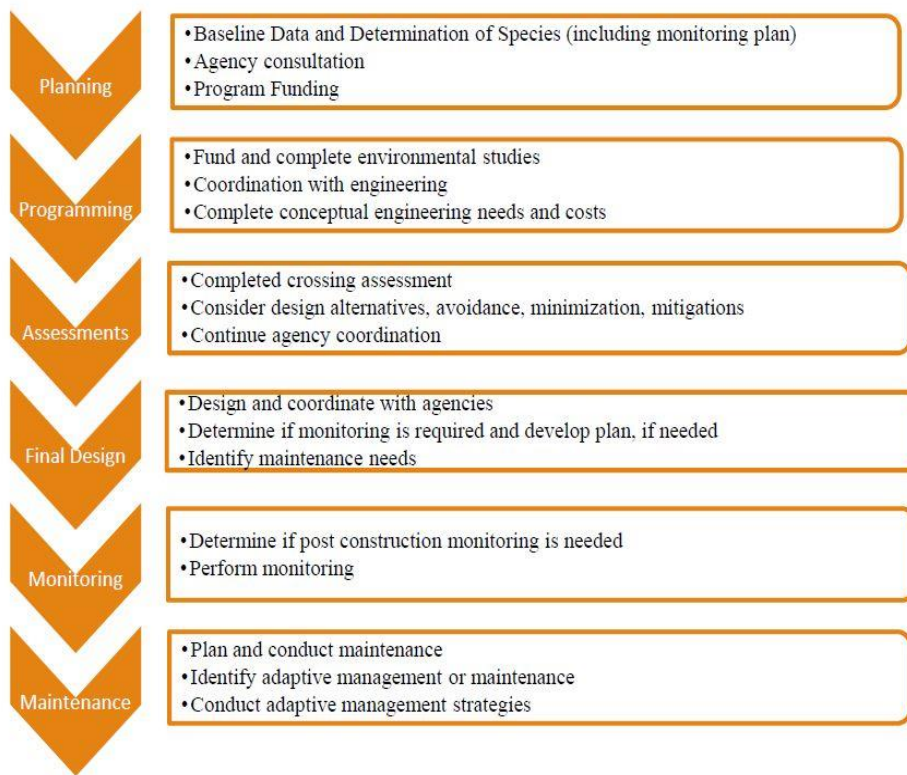 Planning
•Baseline Data and Determination of Species (including monitoring plan)
•Agency consultation
•Program Funding
Programming
•Fund and complete environmental studies
•Coordination with engineering
•Complete conceptual engineering needs and costs
Assessments
•Completed crossing assessment
•Consider design alternatives, avoidance, minimization, mitigations
•Continue agency coordination
Final Design
•Design and coordinate with agencies
•Determine if monitoring is required and develop plan, if needed
•Identify maintenance needs
Monitoring
•Determine if post construction monitoring is needed
•Perform monitoring
Maintenance
•Plan and conduct maintenance
•Identify adaptive management or maintenance
•Conduct adaptive management strategies